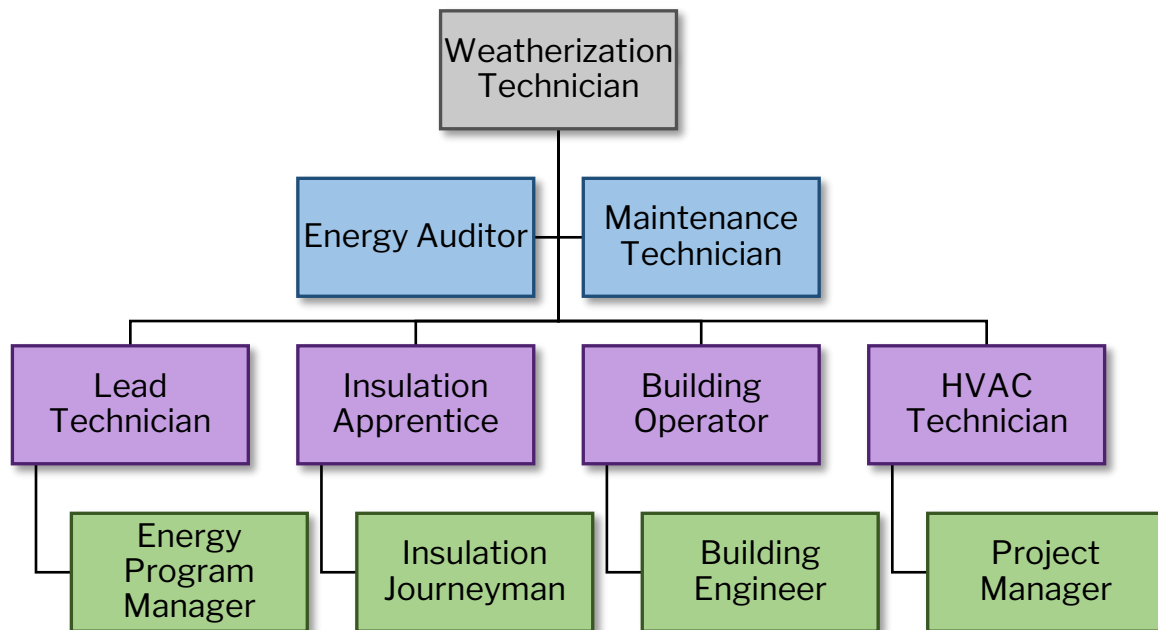 Weatherization
Technician
Energy Auditor
Maintenance
Technician
Lead
Technician
Insulation
Apprentice
Building
Operator
HVAC
Technician
Energy
Program
Manager
Insulation
Journeyman
Building
Engineer
Project
Manager